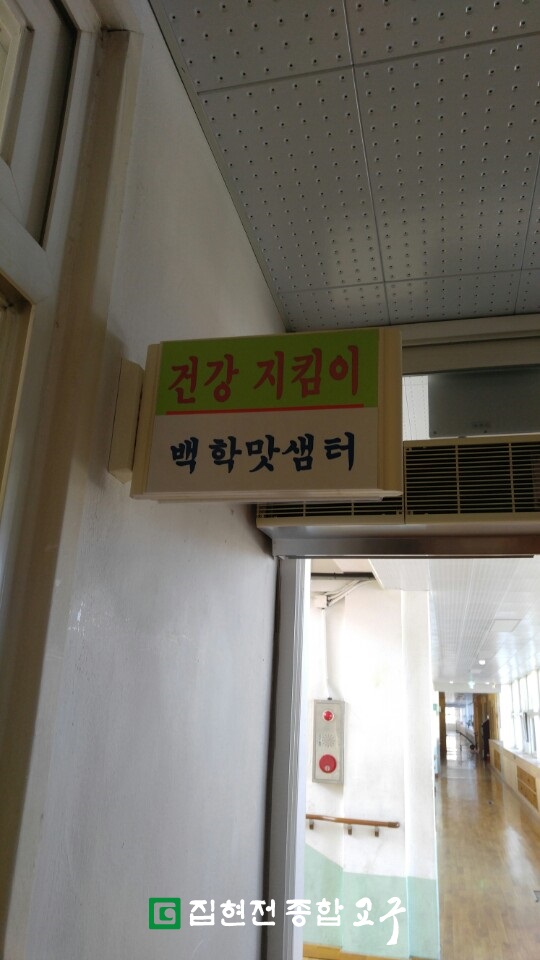 건강 지킴이
백학맛샘터
집현전 종합 교구